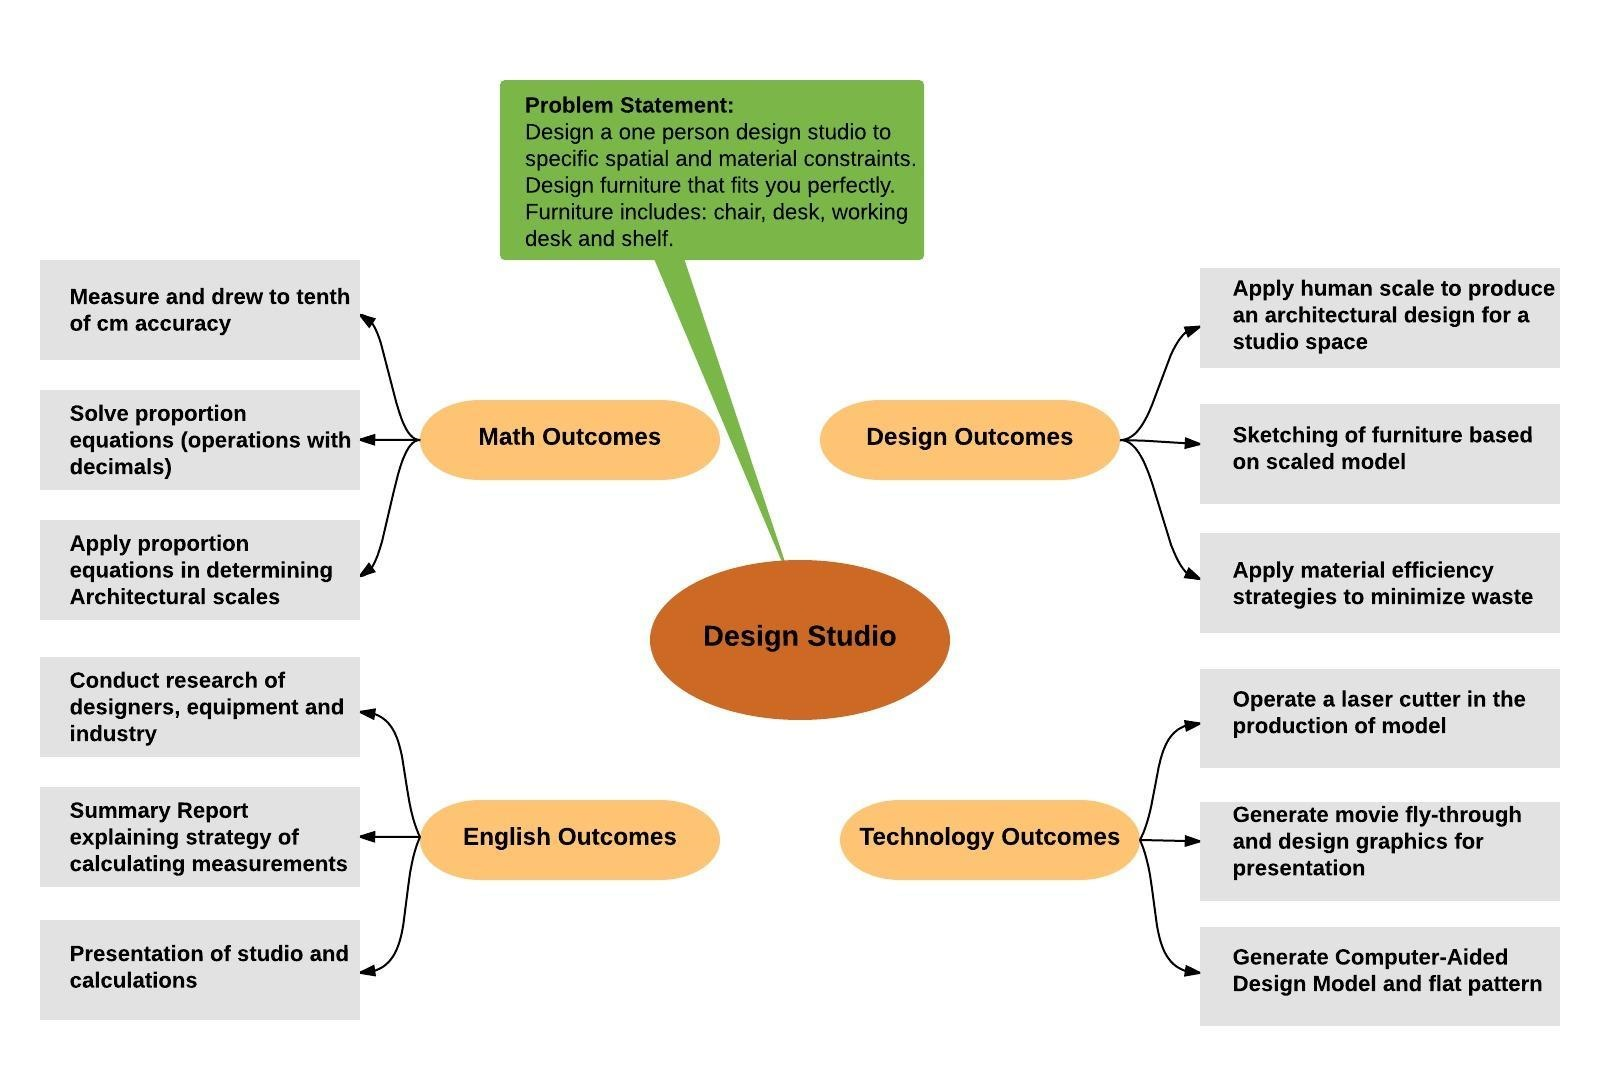 Problem Statement:
Design a one person design studio to
specific spatial and material constraints.
Design furniture that fits you perfectly.
Furniture includes: chair, desk, working
desk and shelf.
Measure and drew to tenth
of cm accuracy
Solve proportion
equations (operations with
decimals)
Apply proportion
equations in determining
Architectural scales
Math Outcomes
Design Outcomes
Apply human scale to produce
an architectural design for a
studio space
Sketching of furniture based
on scaled model
Apply material efficiency
strategies to minimize waste
Design Studio
Conduct research of
designers, equipment and
industry
Summary Report
explaining strategy of
calculating measurements
Presentation of studio and
calculations
English Outcomes
Technology Outcomes
Operate a laser cutter in the
production of model
Generate movie fly-through
and design graphics for
presentation
Generate Computer-Aided
Design Model and flat pattern